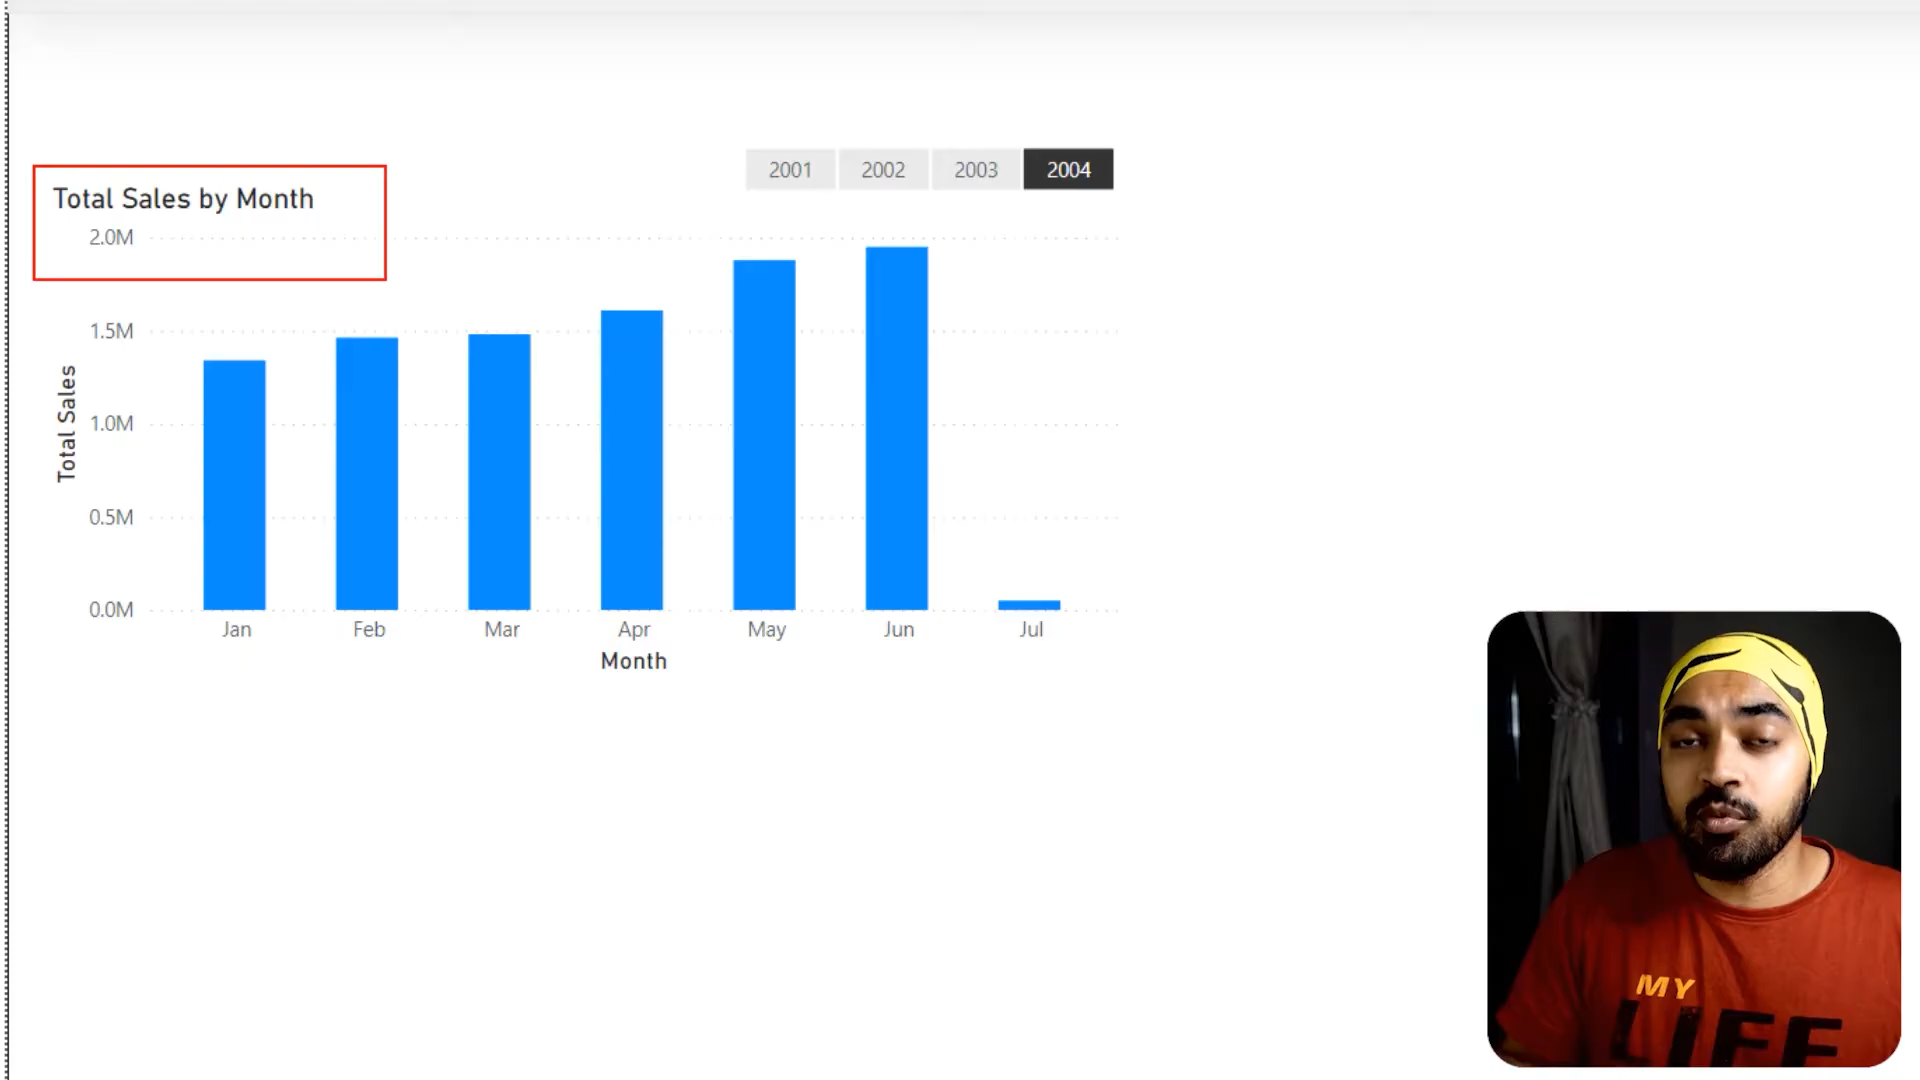 2001 2002 2003 2004
Total Sales by Month
2.0M
1.5M
1.0M
0.5M
0.0M
Total Sales
Jan Feb Mar Apr May Jun Jul
Month
MY
LIFE